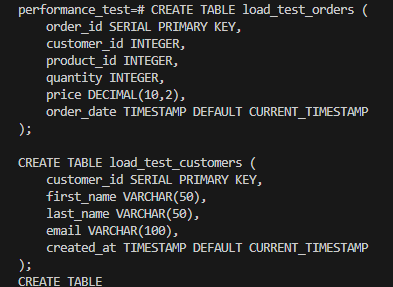 performance_test=# CREATE TABLE load_test_orders (
    order_id SERIAL PRIMARY KEY,
    customer_id INTEGER,
    product_id INTEGER,
    quantity INTEGER,
    price DECIMAL(10,2),
    order_date TIMESTAMP DEFAULT CURRENT_TIMESTAMP
);

CREATE TABLE load_test_customers (
    customer_id SERIAL PRIMARY KEY,
    first_name VARCHAR(50),
    last_name VARCHAR(50),
    email VARCHAR(100),
    created_at TIMESTAMP DEFAULT CURRENT_TIMESTAMP
);
CREATE TABLE